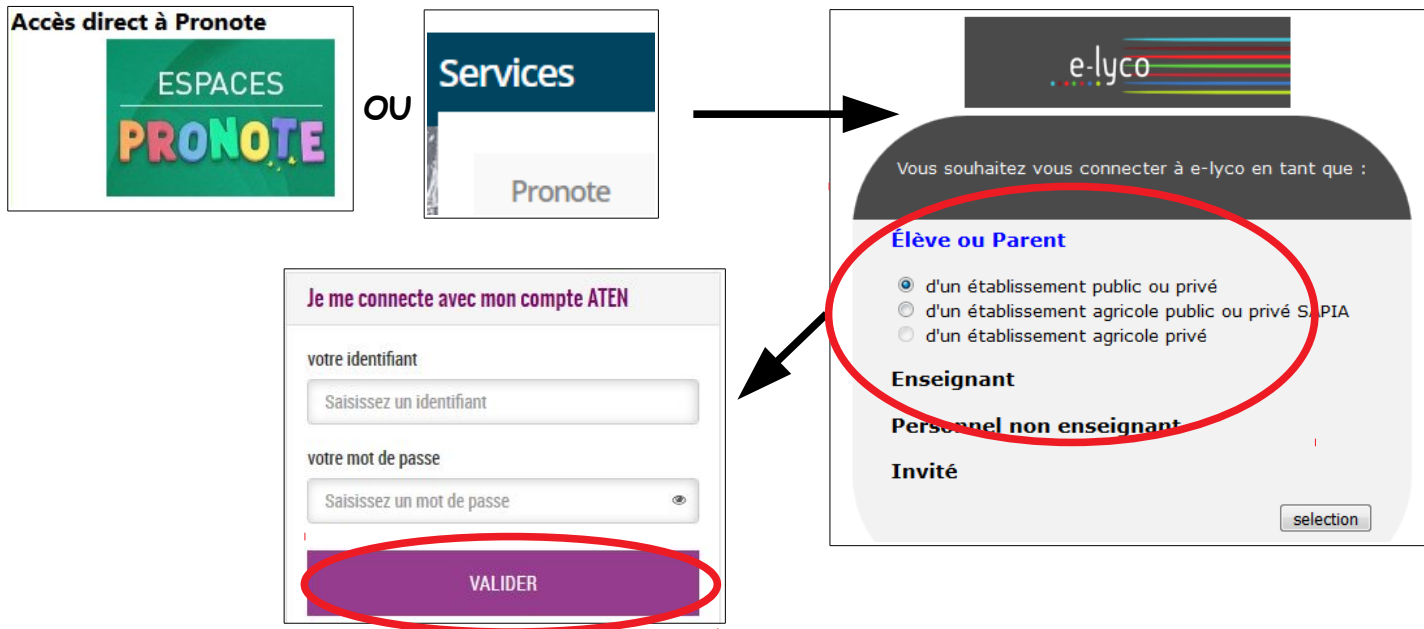 Accès direct à Pronote
ESPACES
PRONOTE
OU
Services
Pronote
e-lyco
Vous souhaitez vous connecter à e-lyco en tant que :
Élève ou Parent
d'un établissement public ou privé
d'un établissement agricole public ou privé SAPIA
d'un établissement agricole privé
Enseignant
Personnel non enseignant
Invité
selection
Je me connecte avec mon compte ATEN
votre identifiant
Saisissez un identifiant
votre mot de passe
Saisissez un mot de passe
VALIDER